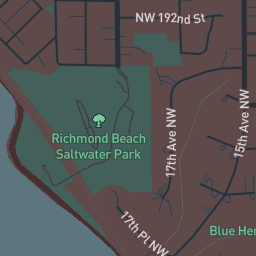 NW 192nd St
Richmond Beach
Saltwater Park
17th Ave NW
15th Ave NW
17th Pl NW
Blue Her